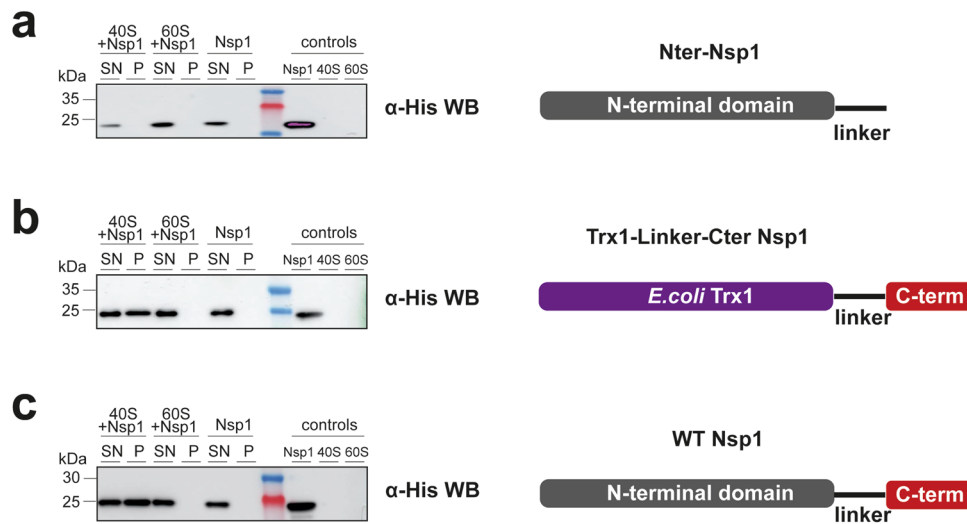 a
40S
+Nsp1
60S
+Nsp1
Nsp1
controls
SN P SN P SN P Nsp1 40S 60S
kDa
35
25
α-His WB
Nter-Nsp1
N-terminal domain
linker
b
40S
+Nsp1
60S
+Nsp1
Nsp1
controls
SN P SN P SN P Nsp1 40S 60S
kDa
35
25
α-His WB
Trx1-Linker-Cter Nsp1
E.coli Trx1
linker
C-term
c
40S
+Nsp1
60S
+Nsp1
Nsp1
controls
SN P SN P SN P Nsp1 40S 60S
kDa
30
25
α-His WB
WT Nsp1
N-terminal domain
linker
C-term